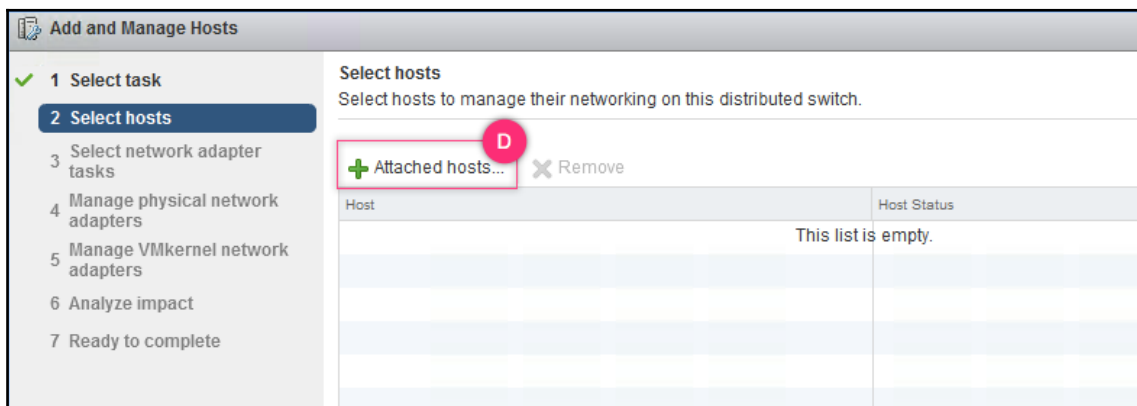 Add and Manage Hosts
1 Select task
2 Select hosts
3 Select network adapter
tasks
4 Manage physical network
adapters
5 Manage VMkernel network
adapters
6 Analyze impact
7 Ready to complete
Select hosts
Select hosts to manage their networking on this distributed switch.
D
Attached hosts... Remove
Host Host Status
This list is empty.